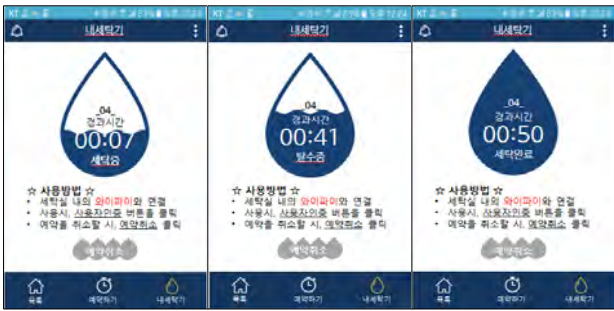 KT
내세탁기
_04_
경과시간
00:07
세탁중
☆ 사용방법 ☆
• 세탁실 내의 와이파이와 연결
• 사용시, 사용자인증 버튼을 클릭
• 예약을 취소할 시, 예약취소 클릭
예약취소
목록
예약하기
내세탁기
KT
내세탁기
_04_
경과시간
00:41
탈수중
☆ 사용방법 ☆
• 세탁실 내의 와이파이와 연결
• 사용시, 사용자인증 버튼을 클릭
• 예약을 취소할 시, 예약취소 클릭
예약취소
목록
예약하기
내세탁기
KT
내세탁기
_04_
경과시간
00:50
세탁완료
☆ 사용방법 ☆
• 세탁실 내의 와이파이와 연결
• 사용시, 사용자인증 버튼을 클릭
• 예약을 취소할 시, 예약취소 클릭
예약취소
목록
예약하기
내세탁기